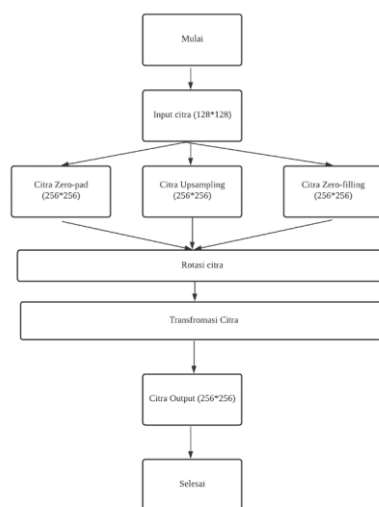 Mulai
Input citra (128*128)
Citra Zero-pad
(256*256)
Citra Upsampling
(256*256)
Citra Zero-filling
(256*256)
Rotasi citra
Transfromasi Citra
Citra Output (256*256)
Selesai